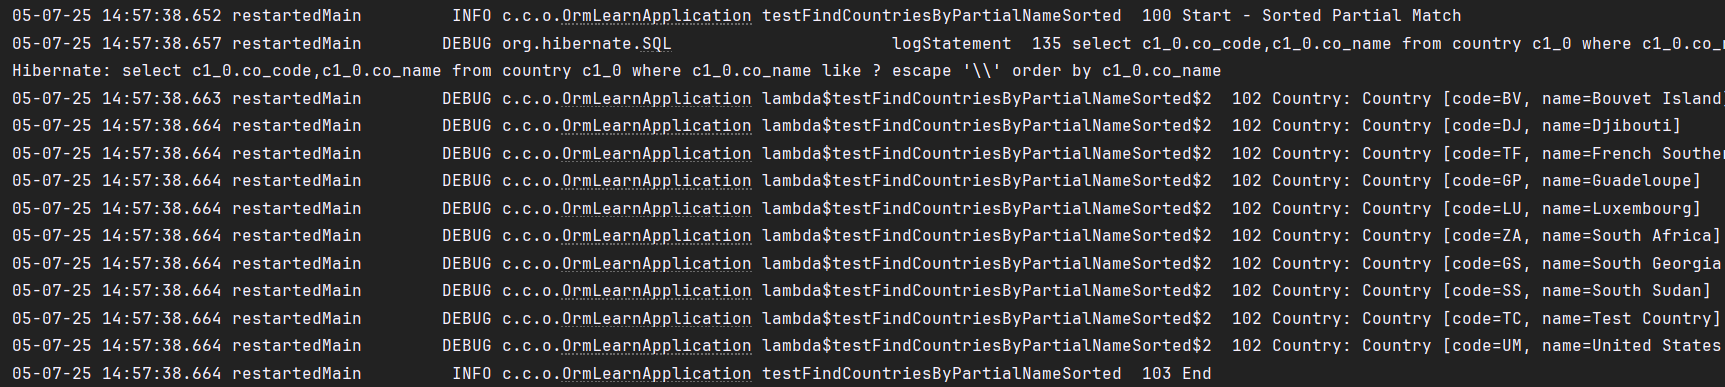 05-07-25 14:57:38.652 restartedMain         INFO c.c.o.OrmLearnApplication testFindCountriesByPartialNameSorted  100 Start - Sorted Partial Match
05-07-25 14:57:38.657 restartedMain        DEBUG org.hibernate.SQL                      logStatement  135 select c1_0.co_code,c1_0.co_name from country c1_0 where c1_0.co_
Hibernate: select c1_0.co_code,c1_0.co_name from country c1_0 where c1_0.co_name like ? escape '\\' order by c1_0.co_name
05-07-25 14:57:38.663 restartedMain        DEBUG c.c.o.OrmLearnApplication lambda$testFindCountriesByPartialNameSorted$2  102 Country: Country [code=BV, name=Bouvet Island]
05-07-25 14:57:38.664 restartedMain        DEBUG c.c.o.OrmLearnApplication lambda$testFindCountriesByPartialNameSorted$2  102 Country: Country [code=DJ, name=Djibouti]
05-07-25 14:57:38.664 restartedMain        DEBUG c.c.o.OrmLearnApplication lambda$testFindCountriesByPartialNameSorted$2  102 Country: Country [code=TF, name=French Souther
05-07-25 14:57:38.664 restartedMain        DEBUG c.c.o.OrmLearnApplication lambda$testFindCountriesByPartialNameSorted$2  102 Country: Country [code=GP, name=Guadeloupe]
05-07-25 14:57:38.664 restartedMain        DEBUG c.c.o.OrmLearnApplication lambda$testFindCountriesByPartialNameSorted$2  102 Country: Country [code=LU, name=Luxembourg]
05-07-25 14:57:38.664 restartedMain        DEBUG c.c.o.OrmLearnApplication lambda$testFindCountriesByPartialNameSorted$2  102 Country: Country [code=ZA, name=South Africa]
05-07-25 14:57:38.664 restartedMain        DEBUG c.c.o.OrmLearnApplication lambda$testFindCountriesByPartialNameSorted$2  102 Country: Country [code=GS, name=South Georgia
05-07-25 14:57:38.664 restartedMain        DEBUG c.c.o.OrmLearnApplication lambda$testFindCountriesByPartialNameSorted$2  102 Country: Country [code=SS, name=South Sudan]
05-07-25 14:57:38.664 restartedMain        DEBUG c.c.o.OrmLearnApplication lambda$testFindCountriesByPartialNameSorted$2  102 Country: Country [code=TC, name=Test Country]
05-07-25 14:57:38.664 restartedMain        DEBUG c.c.o.OrmLearnApplication lambda$testFindCountriesByPartialNameSorted$2  102 Country: Country [code=UM, name=United States
05-07-25 14:57:38.664 restartedMain         INFO c.c.o.OrmLearnApplication testFindCountriesByPartialNameSorted  103 End